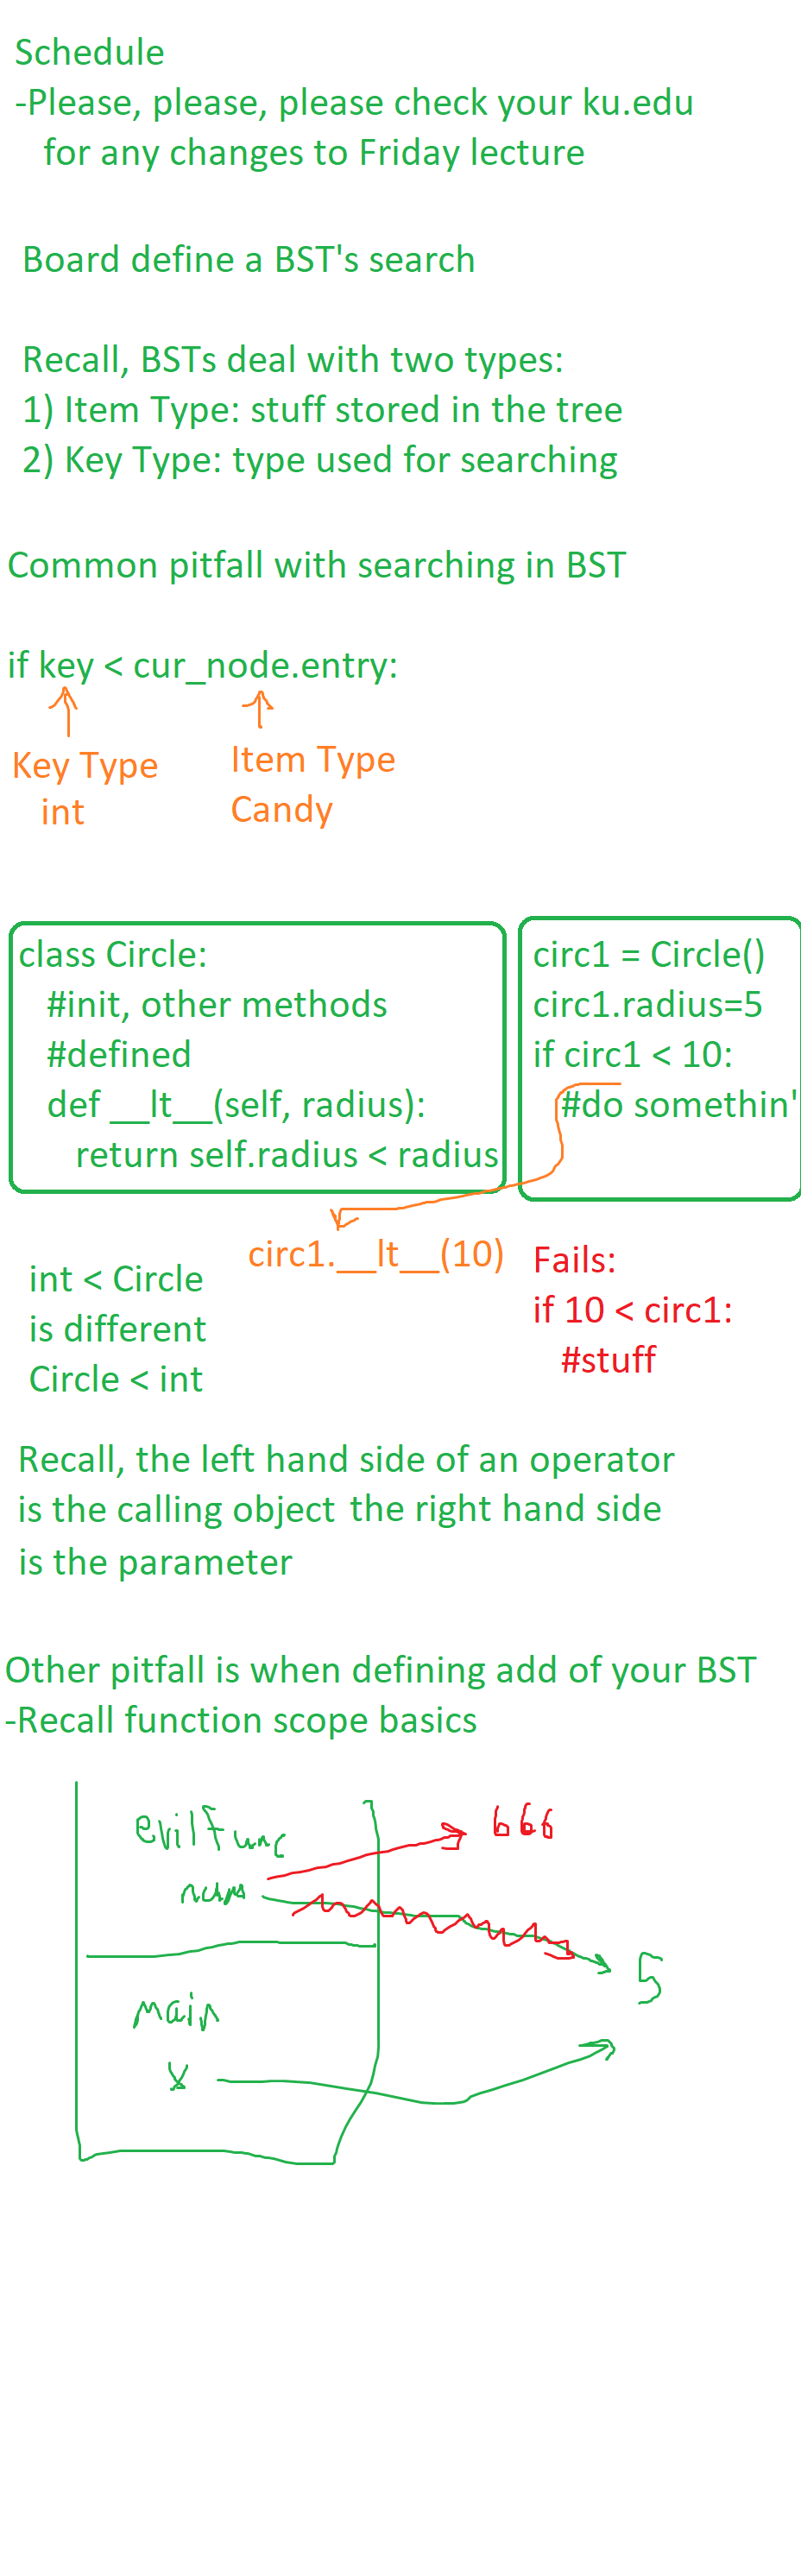 Schedule
-Please, please, please check your ku.edu
for any changes to Friday lecture
Board define a BST's search
Recall, BSTs deal with two types:
1) Item Type: stuff stored in the tree
2) Key Type: type used for searching
Common pitfall with searching in BST
if key < cur_node.entry:
Key Type
int
Item Type
Candy
class Circle:
#init, other methods
#defined
def __lt__(self, radius):
return self.radius < radius
circ1 = Circle()
circ1.radius=5
if circ1 < 10:
#do somethin'
circ1.__lt__(10)
int < Circle
is different
Circle < int
Fails:
if 10 < circ1:
#stuff
Recall, the left hand side of an operator
is the calling object the right hand side
is the parameter
Other pitfall is when defining add of your BST
-Recall function scope basics
evilFunc
666
5
main
x